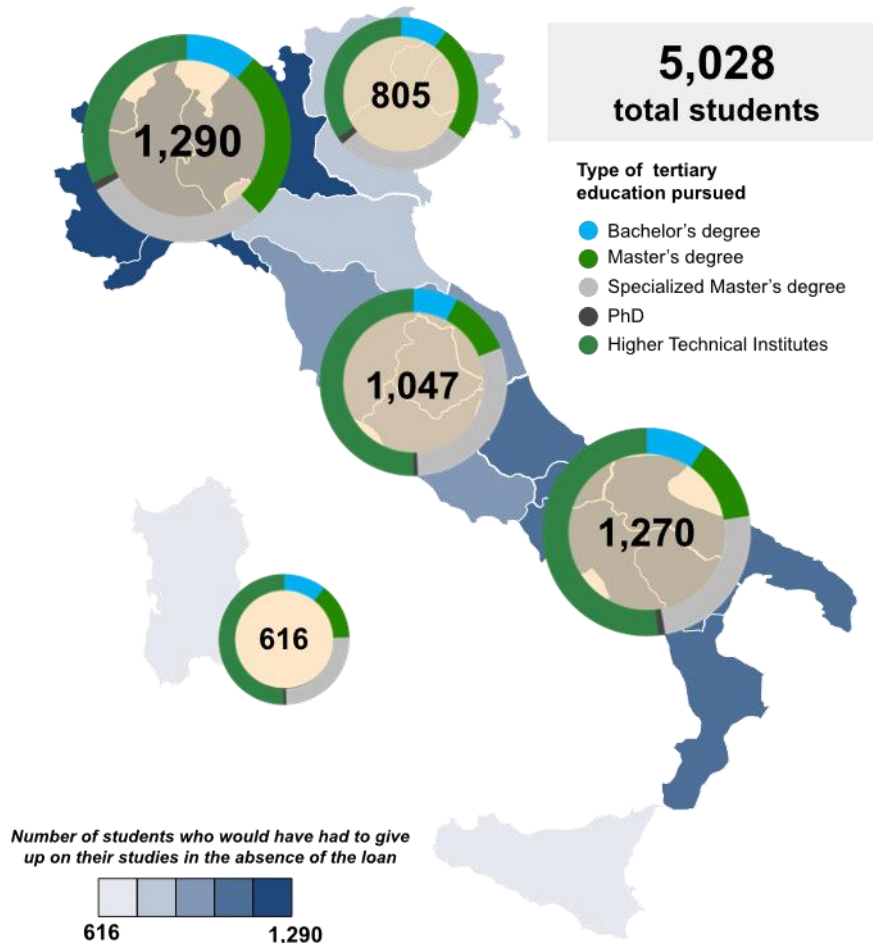 5,028
total students
Type of tertiary
education pursued
Bachelor's degree
Master's degree
Specialized Master's degree
PhD
Higher Technical Institutes
1,290
805
1,047
1,270
616
Number of students who would have had to give
up on their studies in the absence of the loan
616
1,290